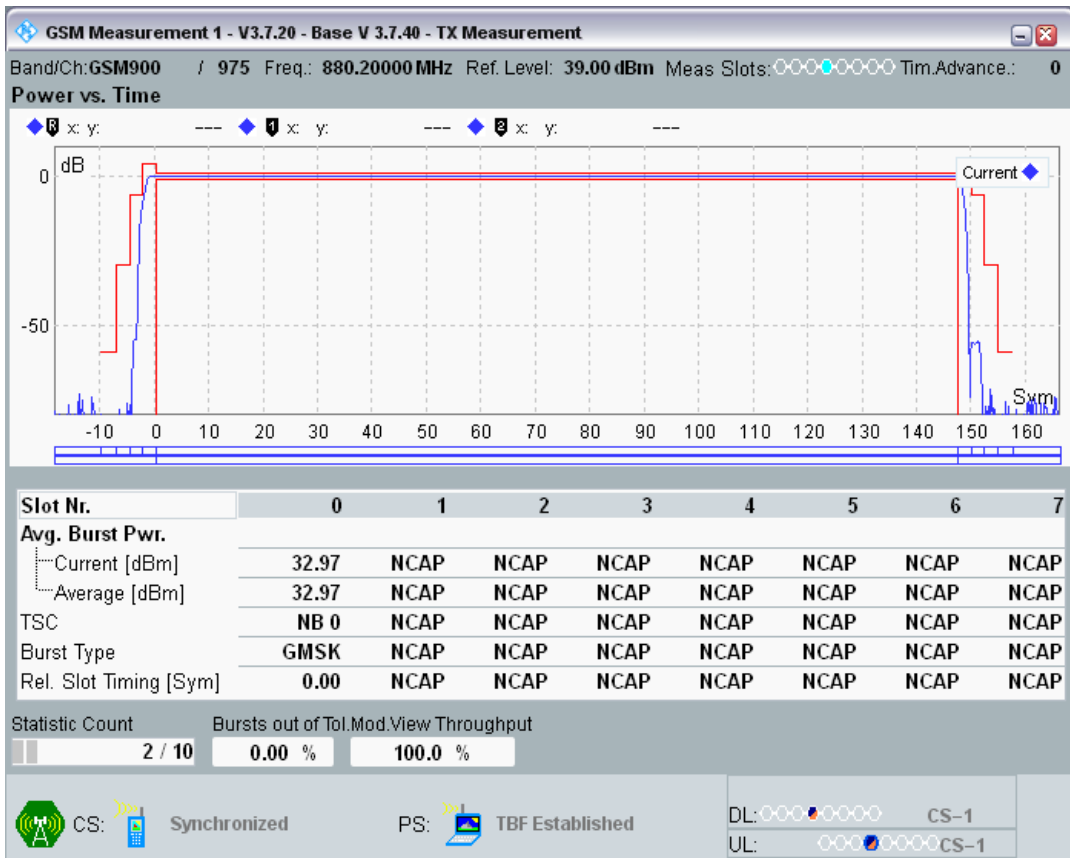 GSM Measurement 1 - V3.7.20 - Base V 3.7.40 - TX Measurement
Band/Ch:GSM900 / 975 Freq.: 880.20000 MHz Ref. Level: 39.00 dBm Meas Slots: Tim.Advance.: 0
Power vs. Time
R x: y: --- 1 x: y: --- 2 x: y: ---
dB
Current
0
-50
Sym
-10 0 10 20 30 40 50 60 70 80 90 100 110 120 130 140 150 160
Slot Nr. 0 1 2 3 4 5 6 7
Avg. Burst Pwr.
Current [dBm] 32.97 NCAP NCAP NCAP NCAP NCAP NCAP NCAP
Average [dBm] 32.97 NCAP NCAP NCAP NCAP NCAP NCAP NCAP
TSC NB 0 NCAP NCAP NCAP NCAP NCAP NCAP NCAP
Burst Type GMSK NCAP NCAP NCAP NCAP NCAP NCAP NCAP
Rel. Slot Timing [Sym] 0.00 NCAP NCAP NCAP NCAP NCAP NCAP NCAP
Statistic Count Bursts out of Tol.Mod.View Throughput
2 / 10 0.00 % 100.0 %
CS: Synchronized PS: TBF Established
DL: CS-1
UL: CS-1